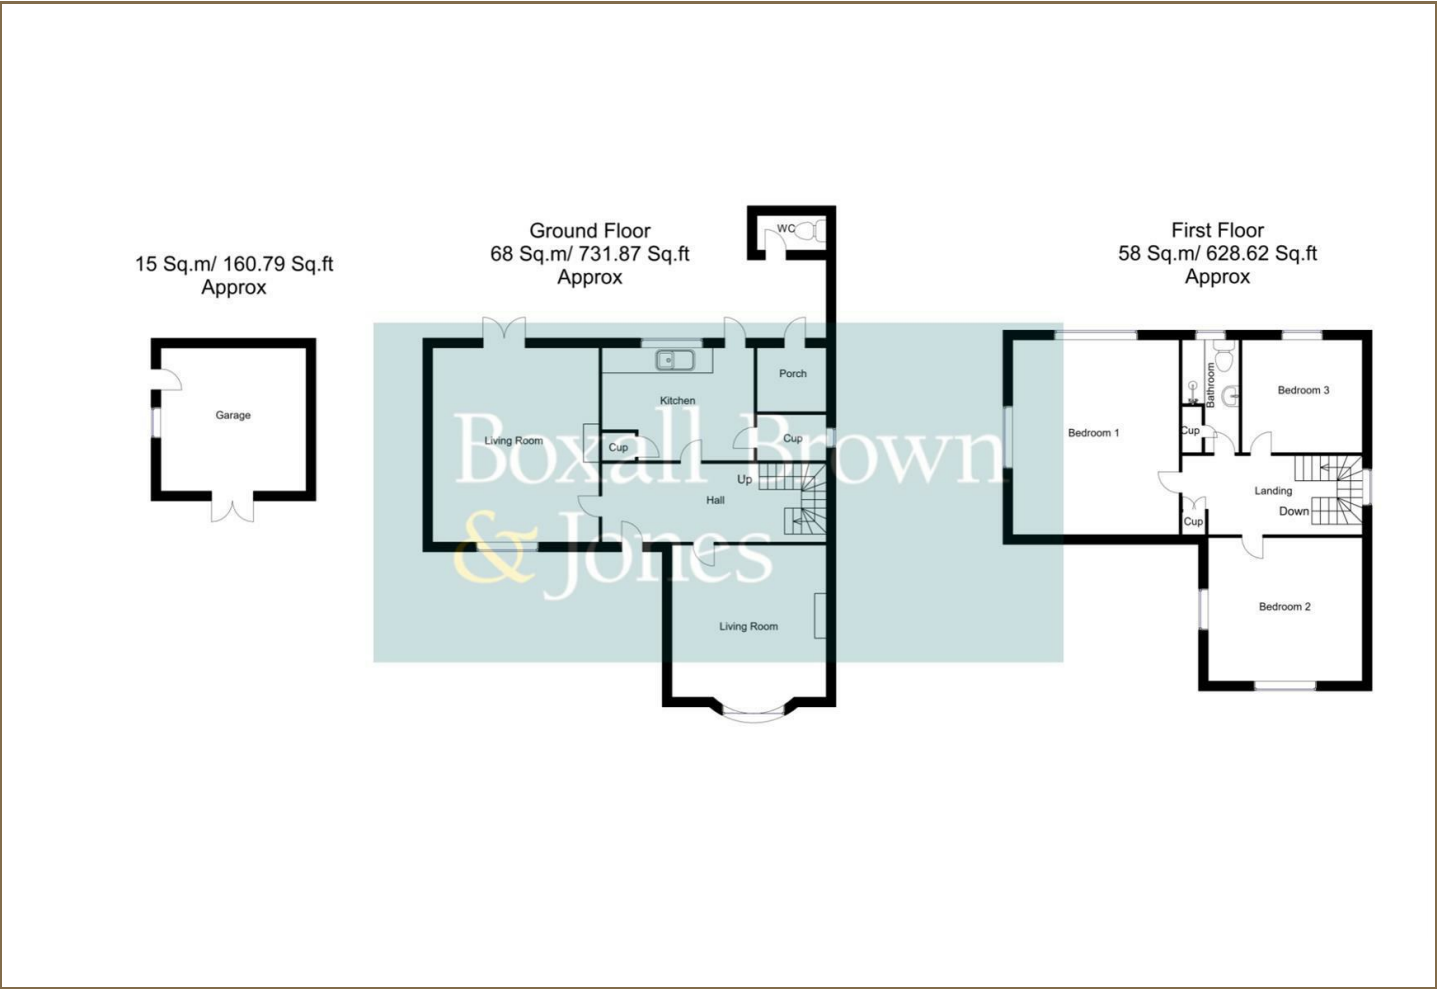 15 Sq.m/ 160.79 Sq.ft
Approx
Garage
Ground Floor
68 Sq.m/ 731.87 Sq.ft
Approx
WC
Living Room
Kitchen
Porch
Cup
Cup
Hall
Up
Living Room
Boxall Brown
& Jones
First Floor
58 Sq.m/ 628.62 Sq.ft
Approx
Bedroom 1
Bathroom
Bedroom 3
Cup
Landing
Down
Cup
Bedroom 2